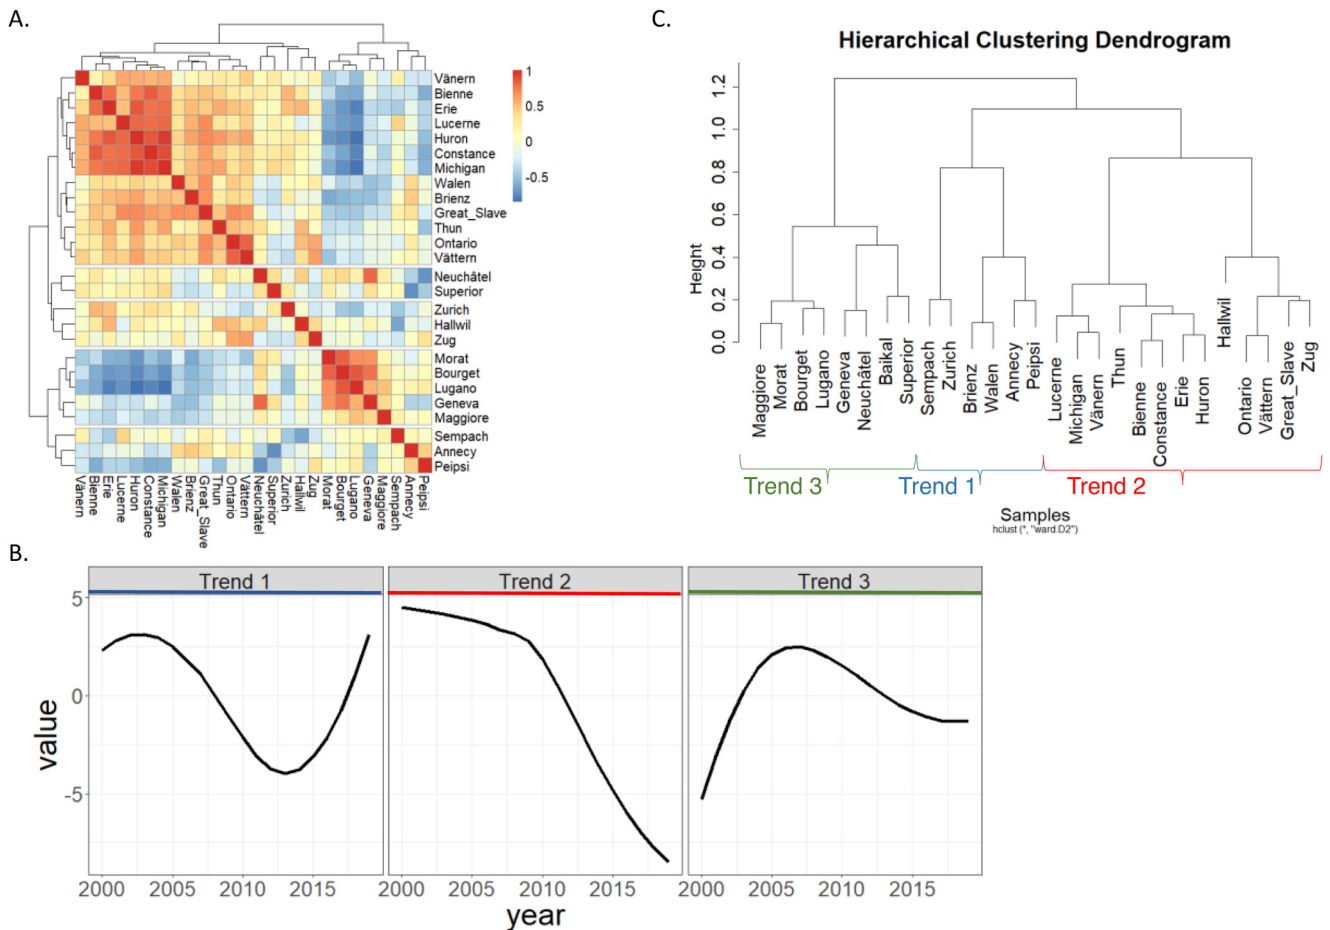 A.
1
0.5
0
-0.5
Vänern
Bienne
Erie
Lucerne
Huron
Constance
Michigan
Walen
Brienz
Great_Slave
Thun
Ontario
Vättern
Neuchâtel
Superior
Zurich
Hallwil
Zug
Morat
Bourget
Lugano
Geneva
Maggiore
Sempach
Annecy
Peipsi
Vänern
Bienne
Erie
Lucerne
Huron
Constance
Michigan
Walen
Brienz
Great_Slave
Thun
Ontario
Vättern
Neuchâtel
Superior
Zurich
Hallwil
Zug
Morat
Bourget
Lugano
Geneva
Maggiore
Sempach
Annecy
Peipsi
C.
Hierarchical Clustering Dendrogram
Height
1.2
1.0
0.8
0.6
0.4
0.2
0.0
Maggiore
Morat
Bourget
Lugano
Geneva
Neuchâtel
Baikal
Superior
Sempach
Zurich
Brienz
Walen
Annecy
Peipsi
Lucerne
Michigan
Vänern
Thun
Bienne
Constance
Erie
Huron
Hallwil
Ontario
Vättern
Great_Slave
Zug
Trend 3
Trend 1
Trend 2
Samples
hclust (*, "ward.D2")
B.
Trend 1
Trend 2
Trend 3
value
5
0
-5
2000
2005
2010
2015
2000
2005
2010
2015
2000
2005
2010
2015
year